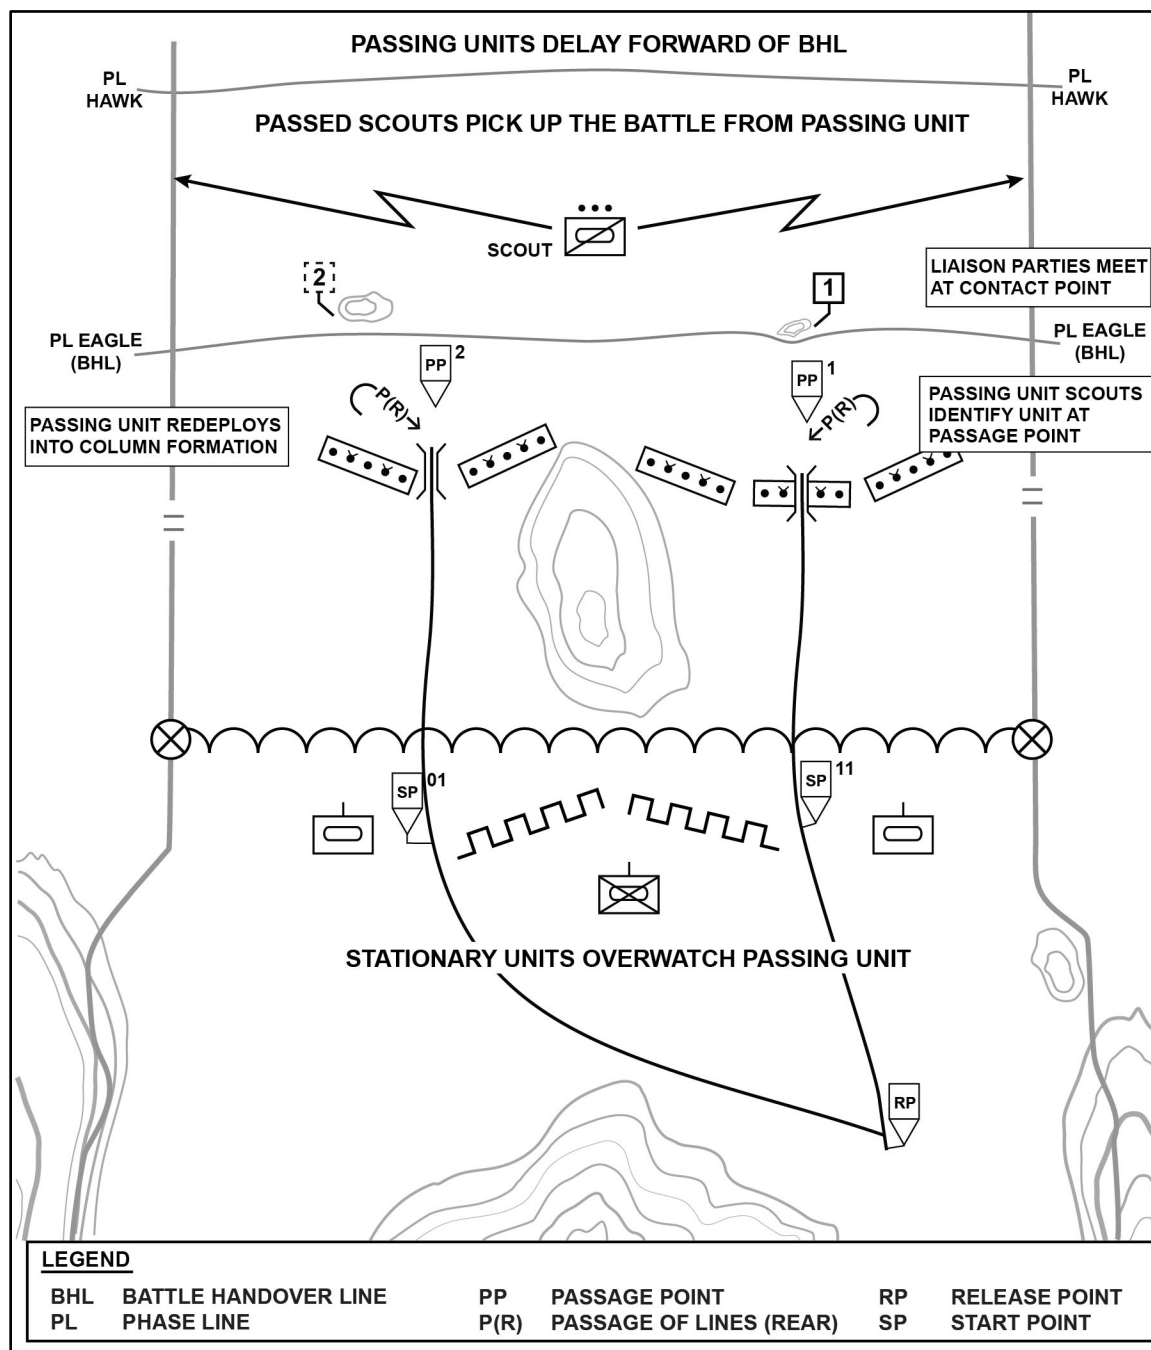 PASSING UNITS DELAY FORWARD OF BHL
PL
HAWK
PL
HAWK
PASSED SCOUTS PICK UP THE BATTLE FROM PASSING UNIT
SCOUT
LIAISON PARTIES MEET
AT CONTACT POINT
2
1
PL EAGLE
(BHL)
PL EAGLE
(BHL)
PP 2
PP 1
P(R)
P(R)
PASSING UNIT REDEPLOYS
INTO COLUMN FORMATION
PASSING UNIT SCOUTS
IDENTIFY UNIT AT
PASSAGE POINT
SP 01
SP 11
STATIONARY UNITS OVERWATCH PASSING UNIT
RP
LEGEND
BHL BATTLE HANDOVER LINE PP PASSAGE POINT RP RELEASE POINT
PL PHASE LINE P(R) PASSAGE OF LINES (REAR) SP START POINT